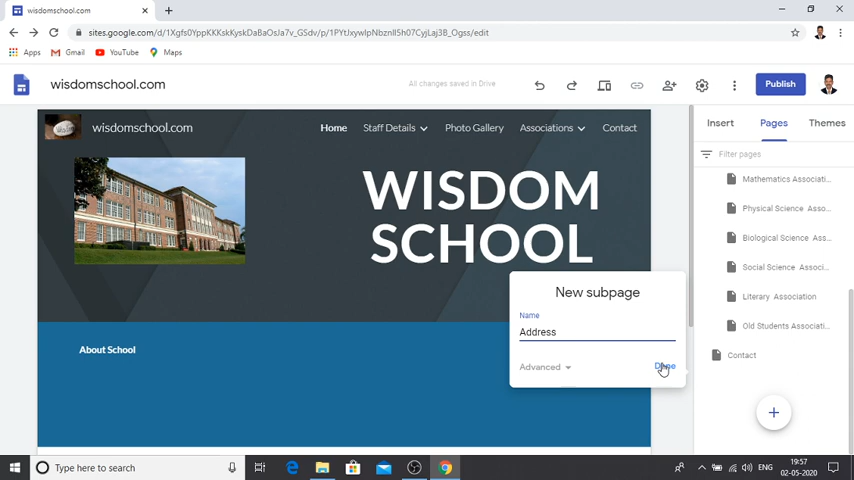 wisdomschool.com
sites.google.com/d/1Xgfs0YppKKKskKyskDaBaOsJa7v_GSdv/p/1PYtJxywlpNbznlI5h07CyjLaj3B_Ogss/edit
Apps Gmail YouTube Maps
wisdomschool.com All changes saved in Drive Publish
wisdomschool.com Home Staff Details Photo Gallery Associations Contact
Insert Pages Themes
Filter pages
WISDOM
SCHOOL
Mathematics Associati...
Physical Science Asso...
Biological Science Ass...
Social Science Associ...
Literary Association
Old Students Associati...
Contact
New subpage
Name
Address
Advanced Done
About School
Type here to search
ENG
19:57
02-05-2020